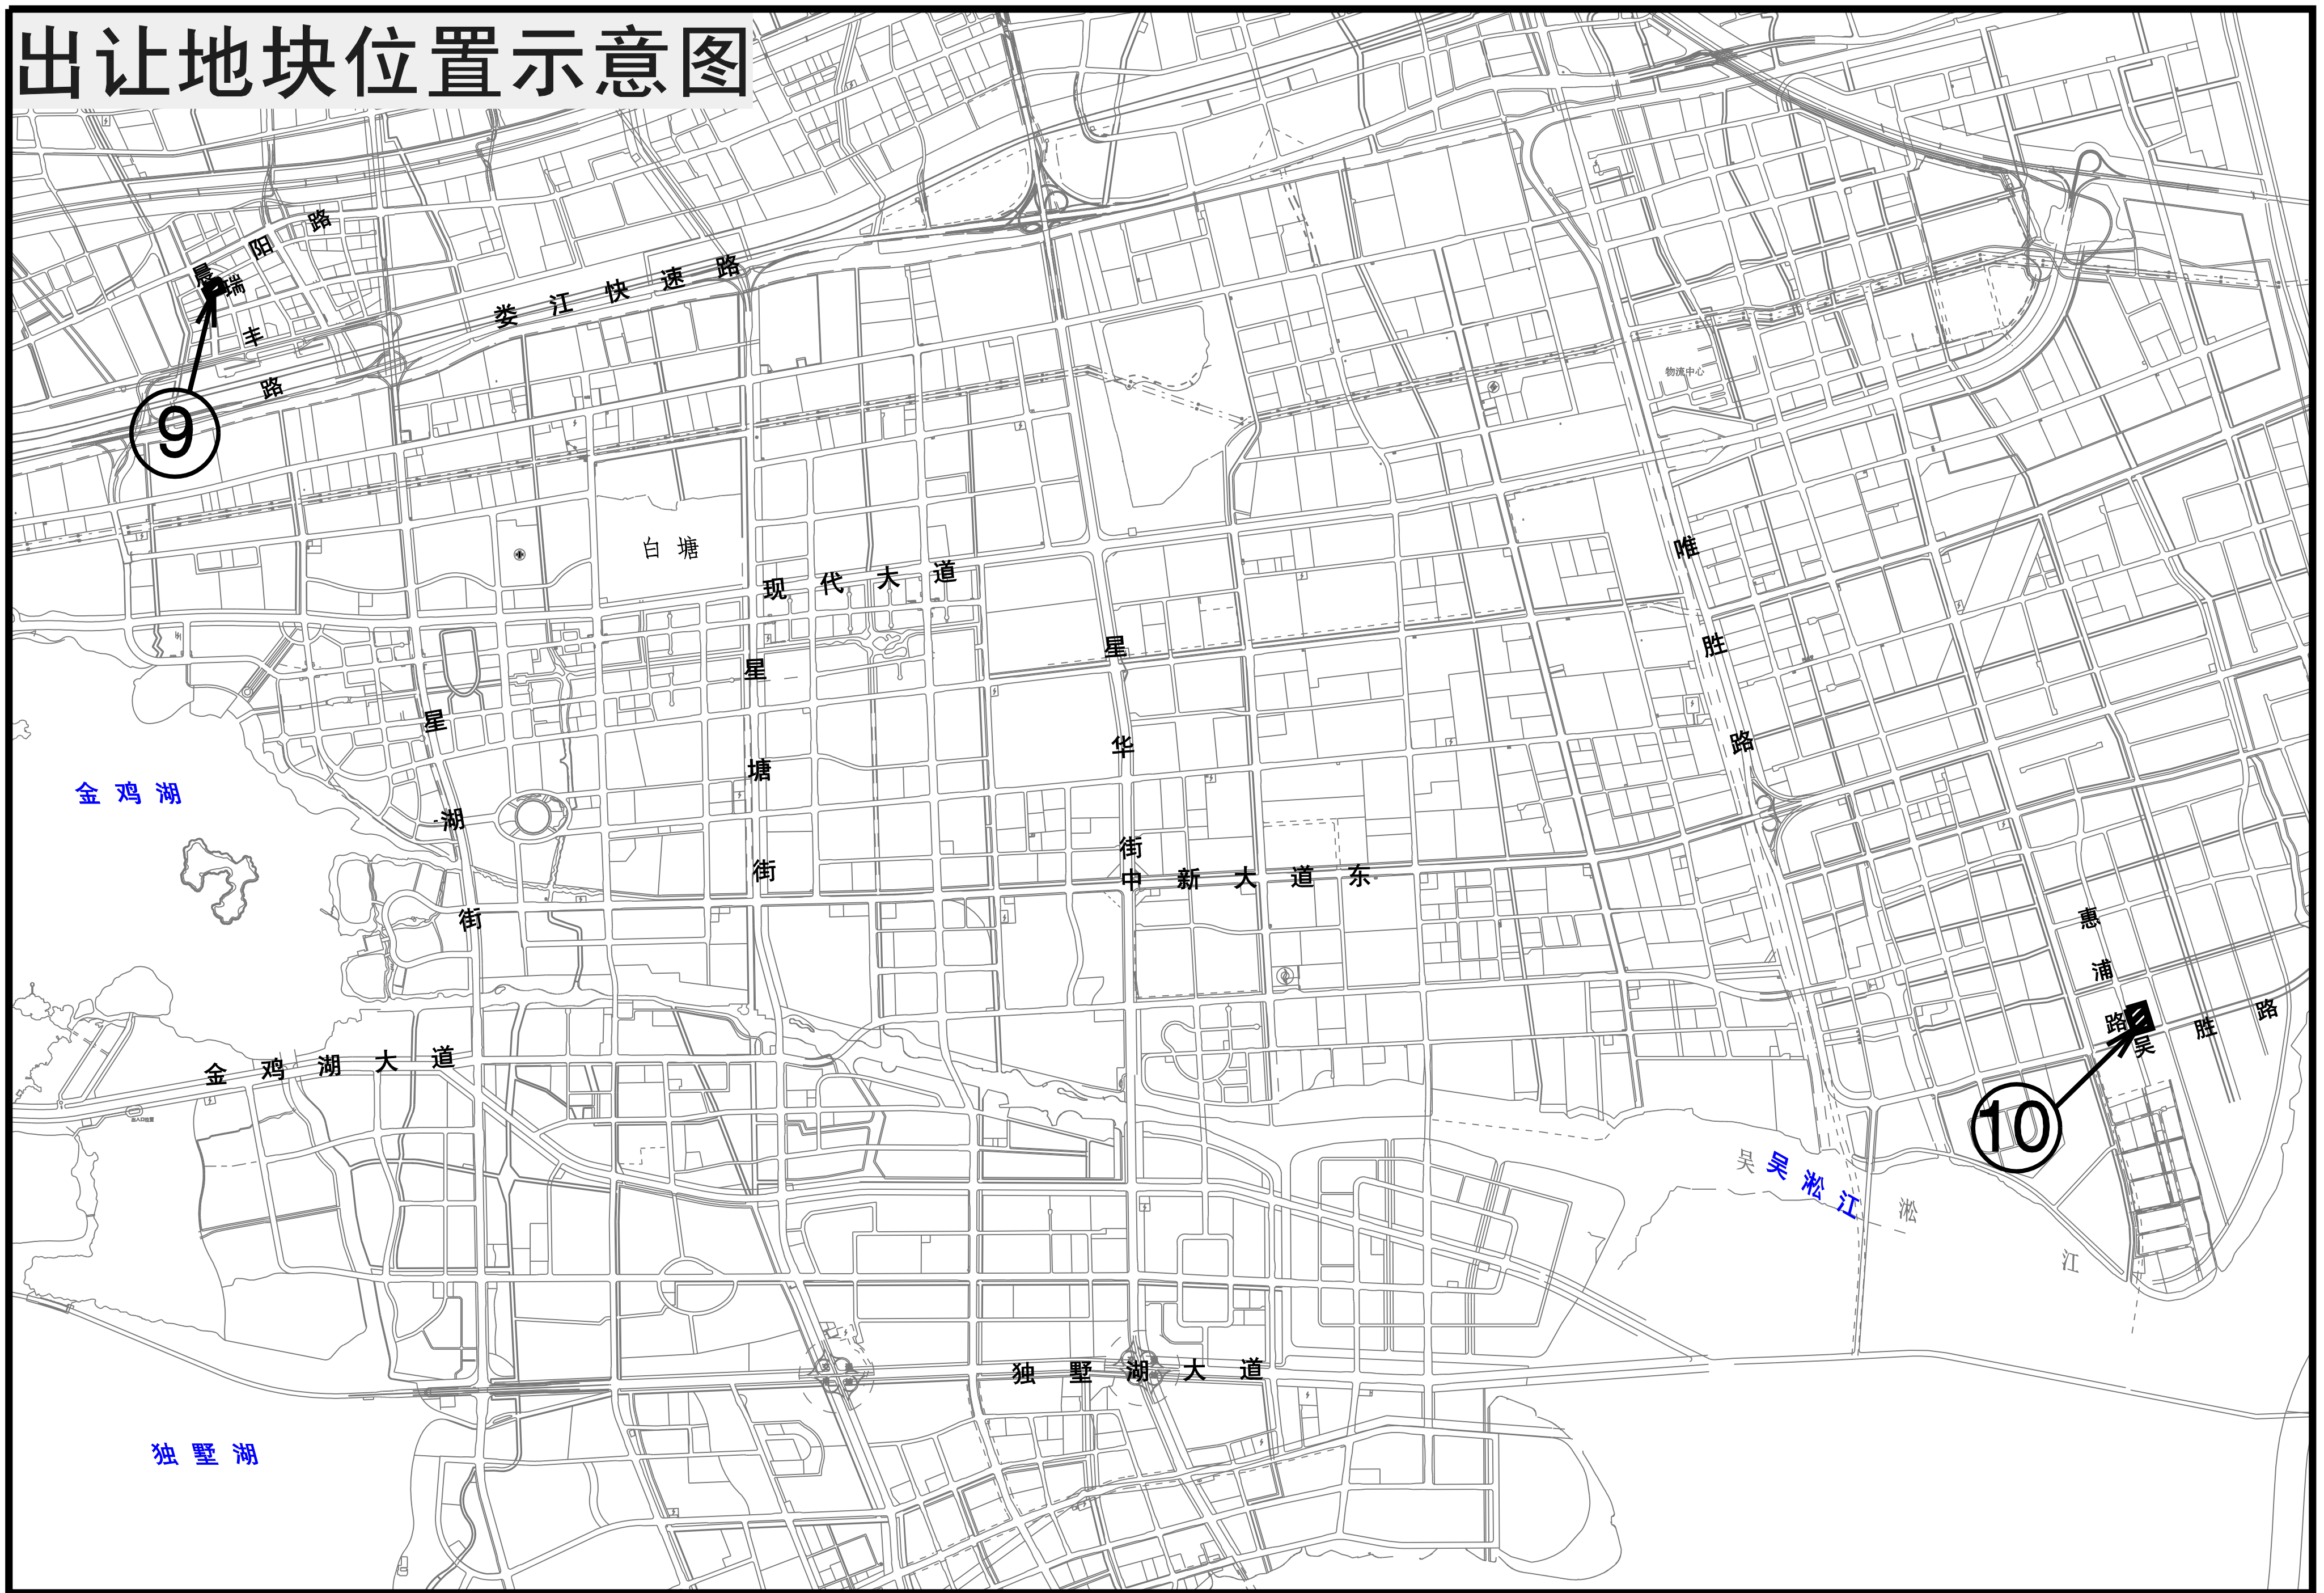 出让地块位置示意图
晨阳路
瑞丰路
娄江快速路
⑨
物流中心
白塘
现代大道
唯胜路
星湖街
星塘街
星华街
金鸡湖
中新大道东
惠浦路
吴胜路
金鸡湖大道
⑩
吴淞江
吴淞江
独墅湖大道
独墅湖